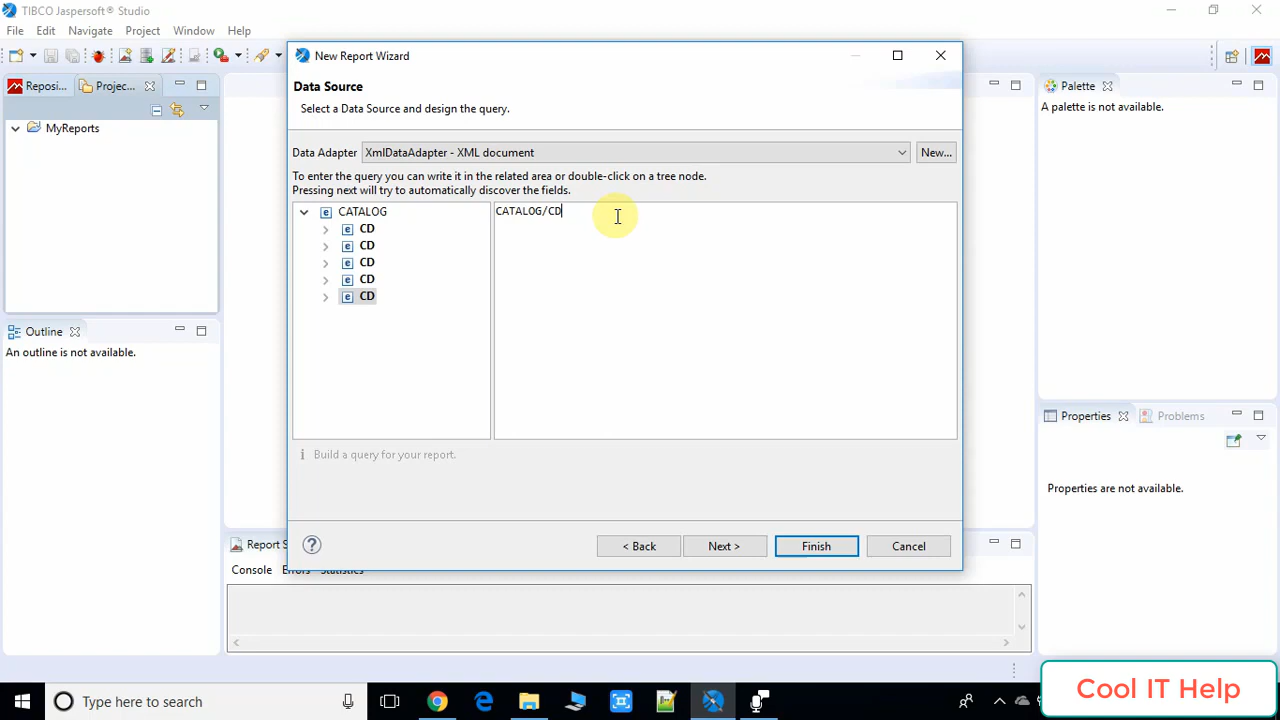 TIBCO Jaspersoft® Studio
File Edit Navigate Project Window Help
New Report Wizard
Data Source
Select a Data Source and design the query.
Reposi... Projec...
MyReports
Palette
A palette is not available.
Data Adapter XmlDataAdapter - XML document New...
To enter the query you can write it in the related area or double-click on a tree node.
Pressing next will try to automatically discover the fields.
CATALOG
CD
CD
CD
CD
CD
CATALOG/CD
Build a query for your report.
Outline
An outline is not available.
Properties Problems
Properties are not available.
< Back Next > Finish Cancel
Report S
Console Errors Statistics
Type here to search
Cool IT Help